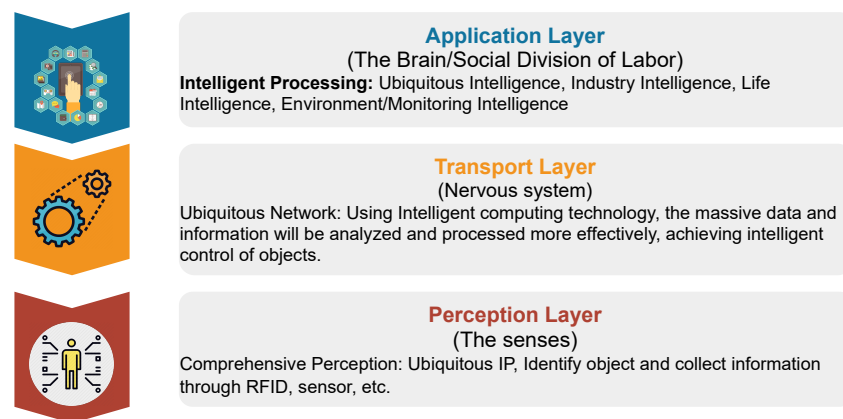 Application Layer
(The Brain/Social Division of Labor)
Intelligent Processing: Ubiquitous Intelligence, Industry Intelligence, Life
Intelligence, Environment/Monitoring Intelligence
Transport Layer
(Nervous system)
Ubiquitous Network: Using Intelligent computing technology, the massive data and
information will be analyzed and processed more effectively, achieving intelligent
control of objects.
Perception Layer
(The senses)
Comprehensive Perception: Ubiquitous IP, Identify object and collect information
through RFID, sensor, etc.